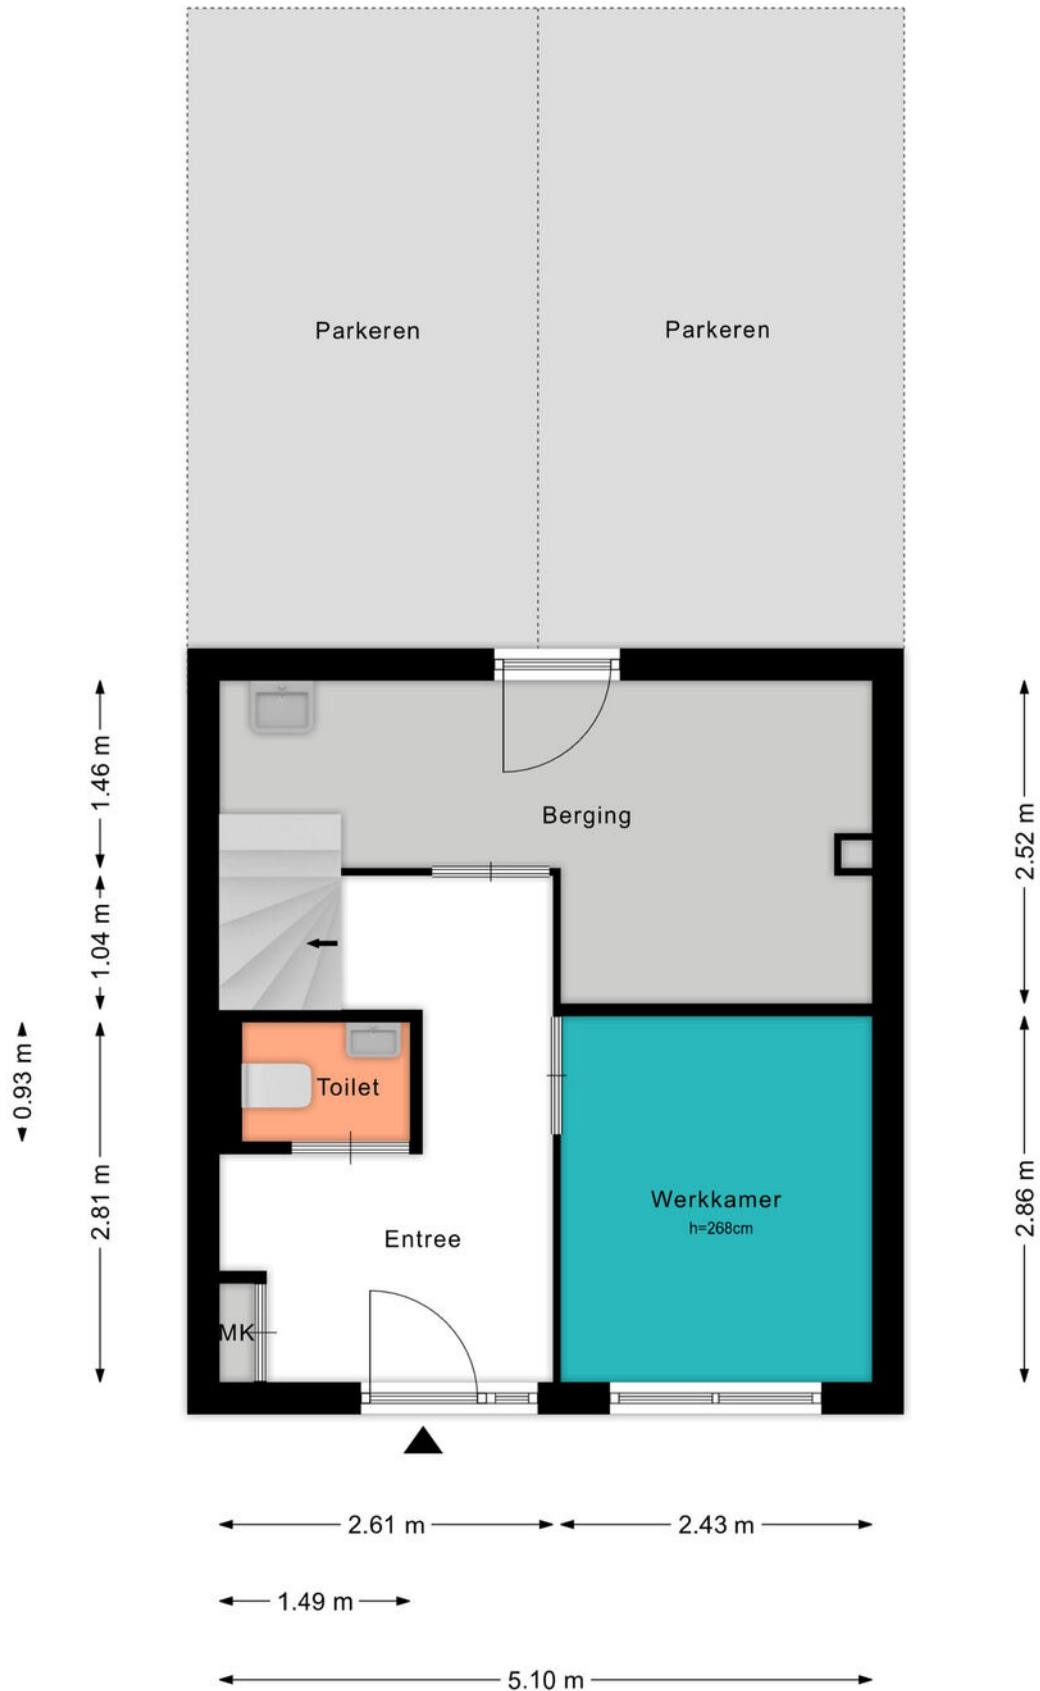 Parkeren
Parkeren
1.46 m
2.52 m
Berging
1.04 m
0.93 m
Toilet
2.81 m
Werkkamer
h=268cm
2.86 m
Entree
MK
2.61 m
2.43 m
1.49 m
5.10 m